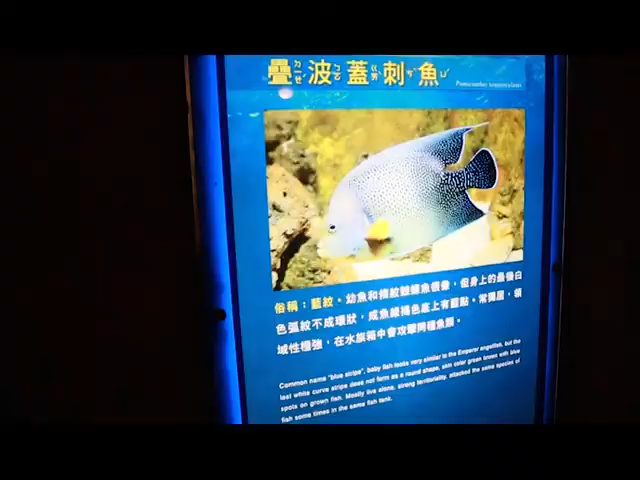 疊波蓋刺魚
ㄉㄧㄝˊ ㄅㄛ ㄍㄞˋ ㄘˋ ㄩˊ
Pomacanthus semicirculatus
俗稱：藍紋。幼魚和條紋蓋刺魚很像，但身上的最後白
色弧紋不成環狀，成魚綠褐色底上有藍點。常獨居，領
域性極強，在水族箱中會攻擊同種魚類。
Common name "blue stripe", baby fish looks very similar to the Emperor angelfish, but the
last white curve stripe does not form as a round shape, skin color green brown with blue
spots on grown fish. Mostly live alone, strong territoriality, attacked the same species of
fish some times in the same fish tank.